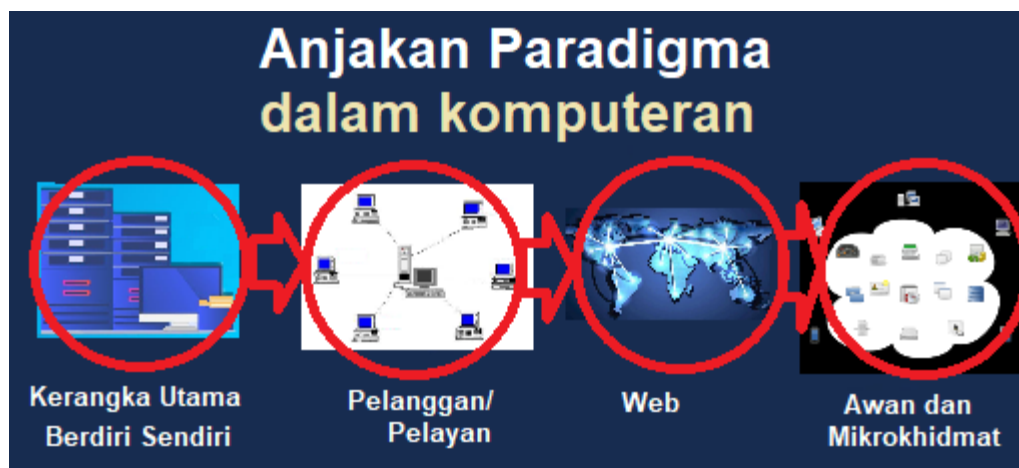 Anjakan Paradigma
dalam komputeran
Kerangka Utama
Berdiri Sendiri
Pelanggan/
Pelayan
Web
Awan dan
Mikrokhidmat